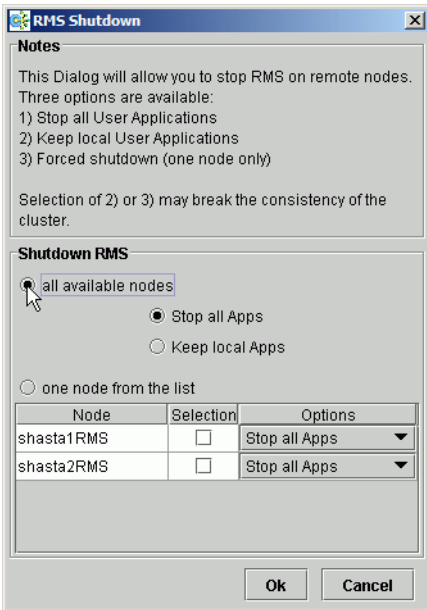 RMS Shutdown
Notes
This Dialog will allow you to stop RMS on remote nodes.
Three options are available:
1) Stop all User Applications
2) Keep local User Applications
3) Forced shutdown (one node only)
Selection of 2) or 3) may break the consistency of the
cluster.
Shutdown RMS
all available nodes
Stop all Apps
Keep local Apps
one node from the list
Node Selection Options
shasta1RMS Stop all Apps
shasta2RMS Stop all Apps
Ok Cancel